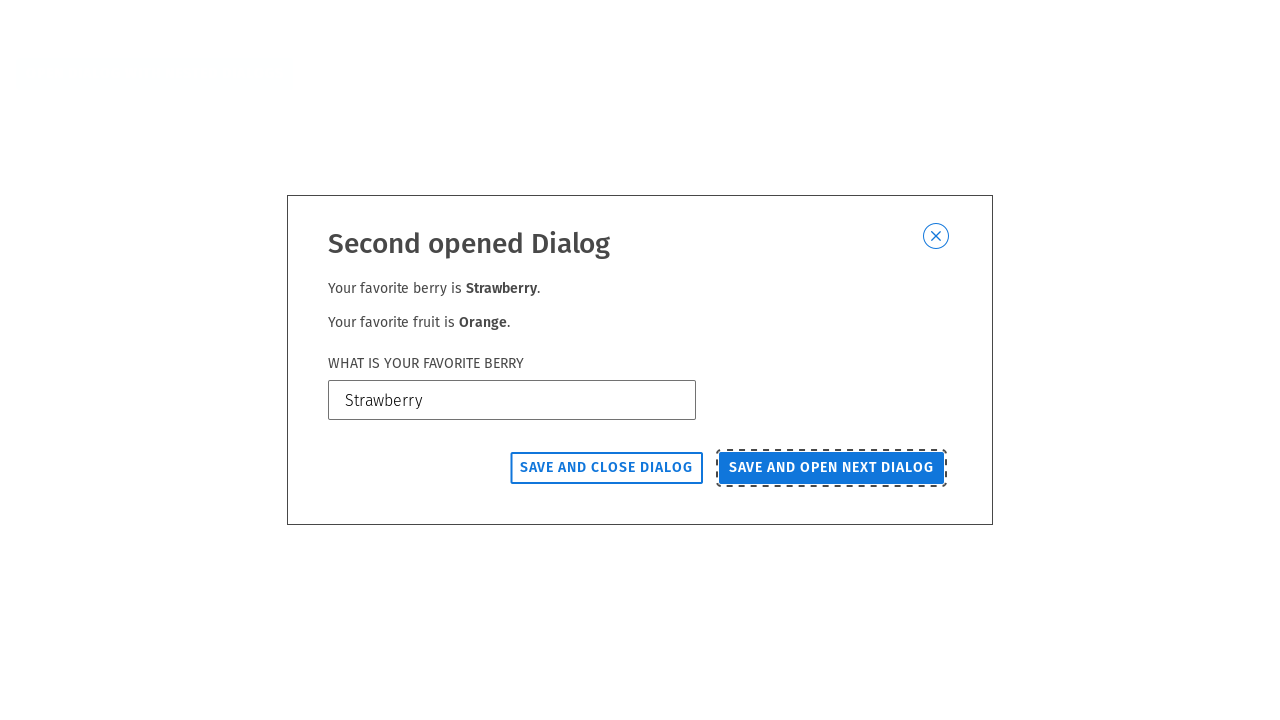 Second opened Dialog
Your favorite berry is Strawberry.
Your favorite fruit is Orange.
WHAT IS YOUR FAVORITE BERRY
Strawberry
SAVE AND CLOSE DIALOG SAVE AND OPEN NEXT DIALOG